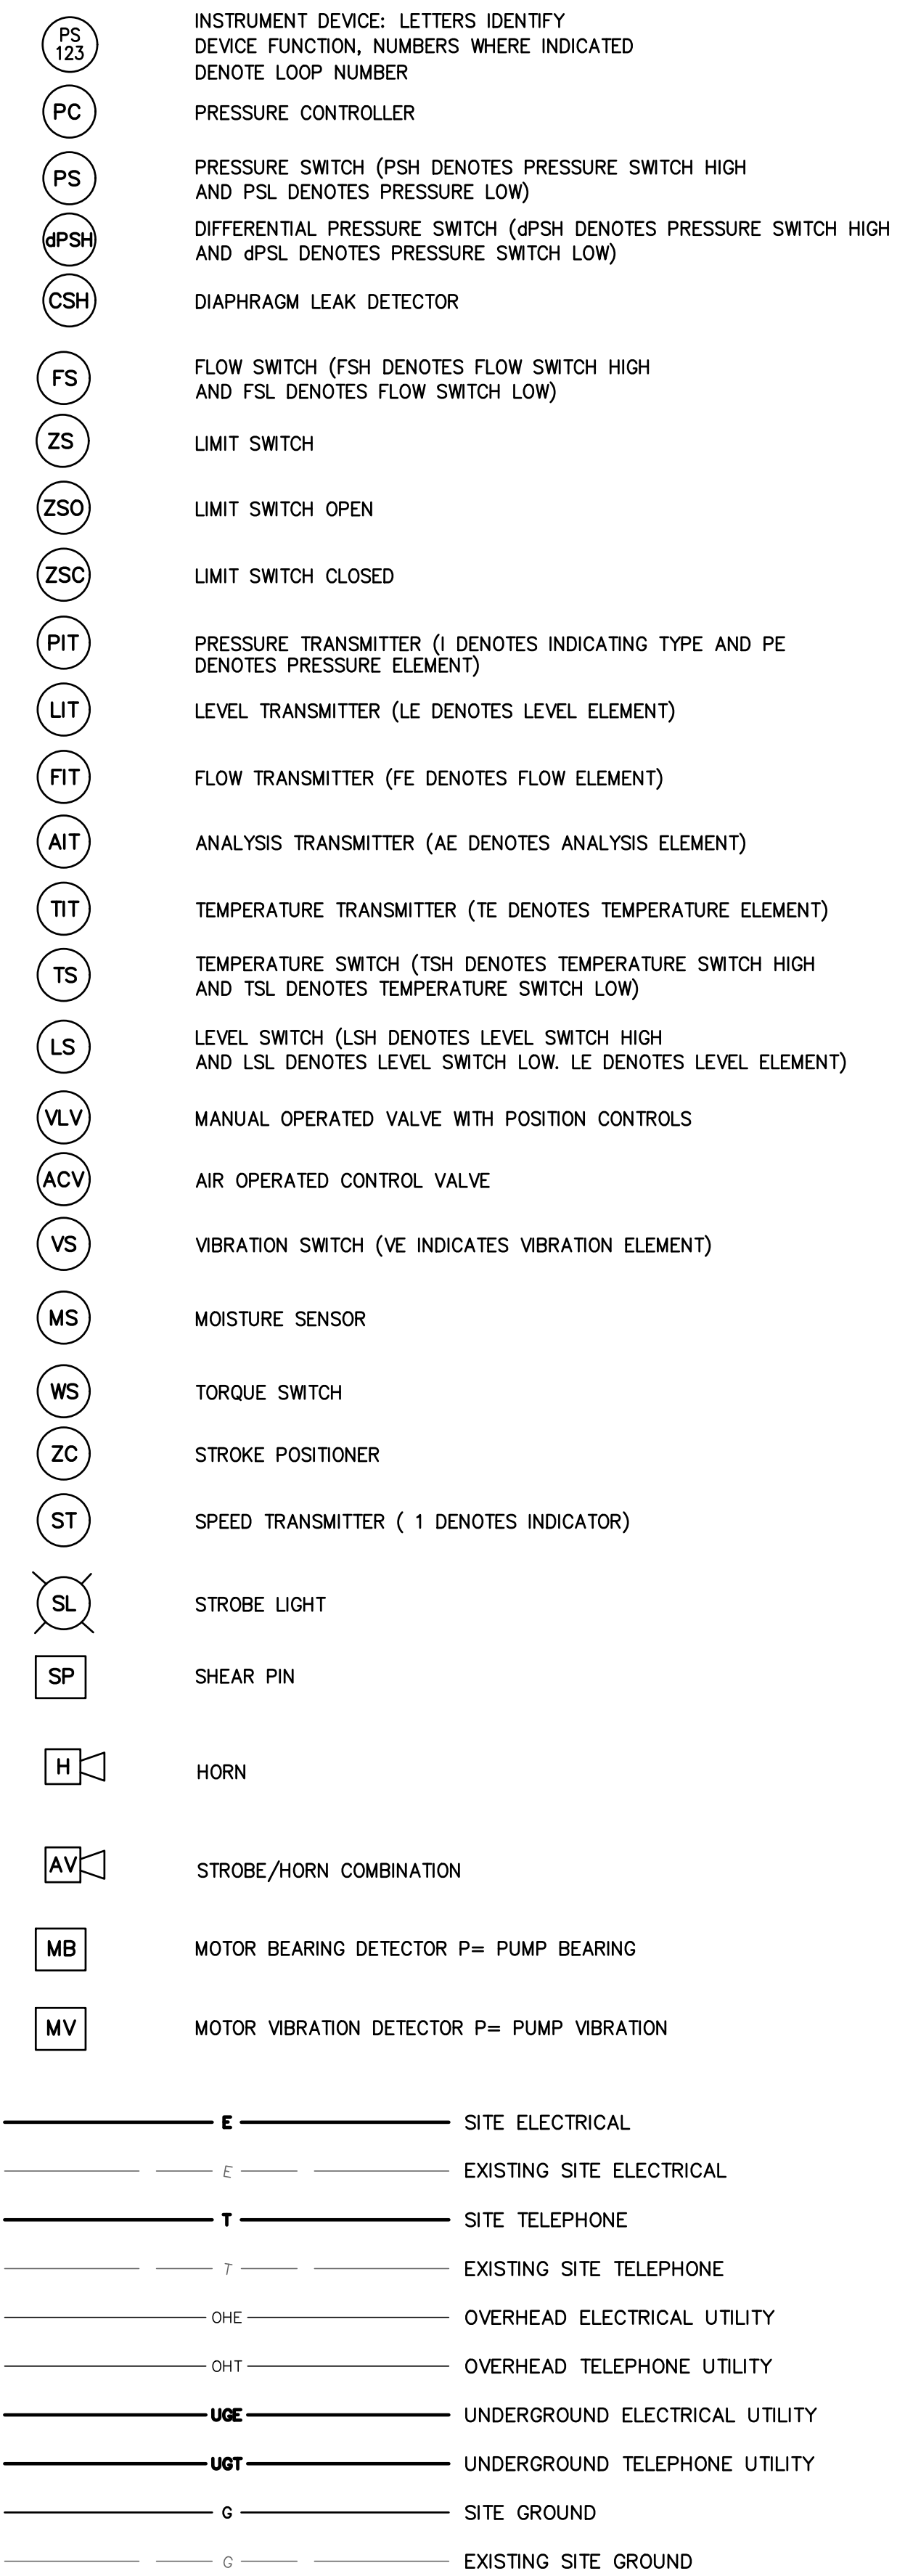 PS
123
INSTRUMENT DEVICE: LETTERS IDENTIFY
DEVICE FUNCTION, NUMBERS WHERE INDICATED
DENOTE LOOP NUMBER
PC
PRESSURE CONTROLLER
PS
PRESSURE SWITCH (PSH DENOTES PRESSURE SWITCH HIGH
AND PSL DENOTES PRESSURE LOW)
dPSH
DIFFERENTIAL PRESSURE SWITCH (dPSH DENOTES PRESSURE SWITCH HIGH
AND dPSL DENOTES PRESSURE SWITCH LOW)
CSH
DIAPHRAGM LEAK DETECTOR
FS
FLOW SWITCH (FSH DENOTES FLOW SWITCH HIGH
AND FSL DENOTES FLOW SWITCH LOW)
ZS
LIMIT SWITCH
ZSO
LIMIT SWITCH OPEN
ZSC
LIMIT SWITCH CLOSED
PIT
PRESSURE TRANSMITTER (I DENOTES INDICATING TYPE AND PE
DENOTES PRESSURE ELEMENT)
LIT
LEVEL TRANSMITTER (LE DENOTES LEVEL ELEMENT)
FIT
FLOW TRANSMITTER (FE DENOTES FLOW ELEMENT)
AIT
ANALYSIS TRANSMITTER (AE DENOTES ANALYSIS ELEMENT)
TIT
TEMPERATURE TRANSMITTER (TE DENOTES TEMPERATURE ELEMENT)
TS
TEMPERATURE SWITCH (TSH DENOTES TEMPERATURE SWITCH HIGH
AND TSL DENOTES TEMPERATURE SWITCH LOW)
LS
LEVEL SWITCH (LSH DENOTES LEVEL SWITCH HIGH
AND LSL DENOTES LEVEL SWITCH LOW. LE DENOTES LEVEL ELEMENT)
VLV
MANUAL OPERATED VALVE WITH POSITION CONTROLS
ACV
AIR OPERATED CONTROL VALVE
VS
VIBRATION SWITCH (VE INDICATES VIBRATION ELEMENT)
MS
MOISTURE SENSOR
WS
TORQUE SWITCH
ZC
STROKE POSITIONER
ST
SPEED TRANSMITTER ( 1 DENOTES INDICATOR)
SL
STROBE LIGHT
SP
SHEAR PIN
H
HORN
AV
STROBE/HORN COMBINATION
MB
MOTOR BEARING DETECTOR P= PUMP BEARING
MV
MOTOR VIBRATION DETECTOR P= PUMP VIBRATION
E SITE ELECTRICAL
E EXISTING SITE ELECTRICAL
T SITE TELEPHONE
T EXISTING SITE TELEPHONE
OHE OVERHEAD ELECTRICAL UTILITY
OHT OVERHEAD TELEPHONE UTILITY
UGE UNDERGROUND ELECTRICAL UTILITY
UGT UNDERGROUND TELEPHONE UTILITY
G SITE GROUND
G EXISTING SITE GROUND